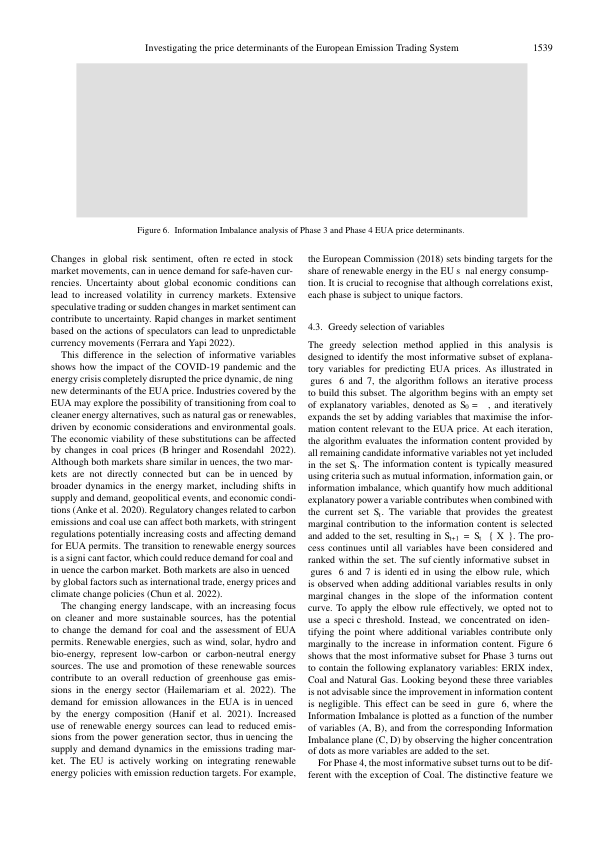 Investigating the price determinants of the European Emission Trading System 1539
Figure 6. Information Imbalance analysis of Phase 3 and Phase 4 EUA price determinants.
Changes in global risk sentiment, often re ected in stock
market movements, can in uence demand for safe-haven cur-
rencies. Uncertainty about global economic conditions can
lead to increased volatility in currency markets. Extensive
speculative trading or sudden changes in market sentiment can
contribute to uncertainty. Rapid changes in market sentiment
based on the actions of speculators can lead to unpredictable
currency movements (Ferrara and Yapi 2022).
This difference in the selection of informative variables
shows how the impact of the COVID-19 pandemic and the
energy crisis completely disrupted the price dynamic, de ning
new determinants of the EUA price. Industries covered by the
EUA may explore the possibility of transitioning from coal to
cleaner energy alternatives, such as natural gas or renewables,
driven by economic considerations and environmental goals.
The economic viability of these substitutions can be affected
by changes in coal prices (B hringer and Rosendahl 2022).
Although both markets share similar in uences, the two mar-
kets are not directly connected but can be in uenced by
broader dynamics in the energy market, including shifts in
supply and demand, geopolitical events, and economic condi-
tions (Anke et al. 2020). Regulatory changes related to carbon
emissions and coal use can affect both markets, with stringent
regulations potentially increasing costs and affecting demand
for EUA permits. The transition to renewable energy sources
is a signi cant factor, which could reduce demand for coal and
in uence the carbon market. Both markets are also in uenced
by global factors such as international trade, energy prices and
climate change policies (Chun et al. 2022).
The changing energy landscape, with an increasing focus
on cleaner and more sustainable sources, has the potential
to change the demand for coal and the assessment of EUA
permits. Renewable energies, such as wind, solar, hydro and
bio-energy, represent low-carbon or carbon-neutral energy
sources. The use and promotion of these renewable sources
contribute to an overall reduction of greenhouse gas emis-
sions in the energy sector (Hailemariam et al. 2022). The
demand for emission allowances in the EUA is in uenced
by the energy composition (Hanif et al. 2021). Increased
use of renewable energy sources can lead to reduced emis-
sions from the power generation sector, thus in uencing the
supply and demand dynamics in the emissions trading mar-
ket. The EU is actively working on integrating renewable
energy policies with emission reduction targets. For example,
the European Commission (2018) sets binding targets for the
share of renewable energy in the EU s nal energy consump-
tion. It is crucial to recognise that although correlations exist,
each phase is subject to unique factors.
4.3. Greedy selection of variables
The greedy selection method applied in this analysis is
designed to identify the most informative subset of explana-
tory variables for predicting EUA prices. As illustrated in
gures 6 and 7, the algorithm follows an iterative process
to build this subset. The algorithm begins with an empty set
of explanatory variables, denoted as S0 = , and iteratively
expands the set by adding variables that maximise the infor-
mation content relevant to the EUA price. At each iteration,
the algorithm evaluates the information content provided by
all remaining candidate informative variables not yet included
in the set St. The information content is typically measured
using criteria such as mutual information, information gain, or
information imbalance, which quantify how much additional
explanatory power a variable contributes when combined with
the current set St. The variable that provides the greatest
marginal contribution to the information content is selected
and added to the set, resulting in St+1 = St { X }. The pro-
cess continues until all variables have been considered and
ranked within the set. The suf ciently informative subset in
gures 6 and 7 is identi ed in using the elbow rule, which
is observed when adding additional variables results in only
marginal changes in the slope of the information content
curve. To apply the elbow rule effectively, we opted not to
use a speci c threshold. Instead, we concentrated on iden-
tifying the point where additional variables contribute only
marginally to the increase in information content. Figure 6
shows that the most informative subset for Phase 3 turns out
to contain the following explanatory variables: ERIX index,
Coal and Natural Gas. Looking beyond these three variables
is not advisable since the improvement in information content
is negligible. This effect can be seed in gure 6, where the
Information Imbalance is plotted as a function of the number
of variables (A, B), and from the corresponding Information
Imbalance plane (C, D) by observing the higher concentration
of dots as more variables are added to the set.
For Phase 4, the most informative subset turns out to be dif-
ferent with the exception of Coal. The distinctive feature we